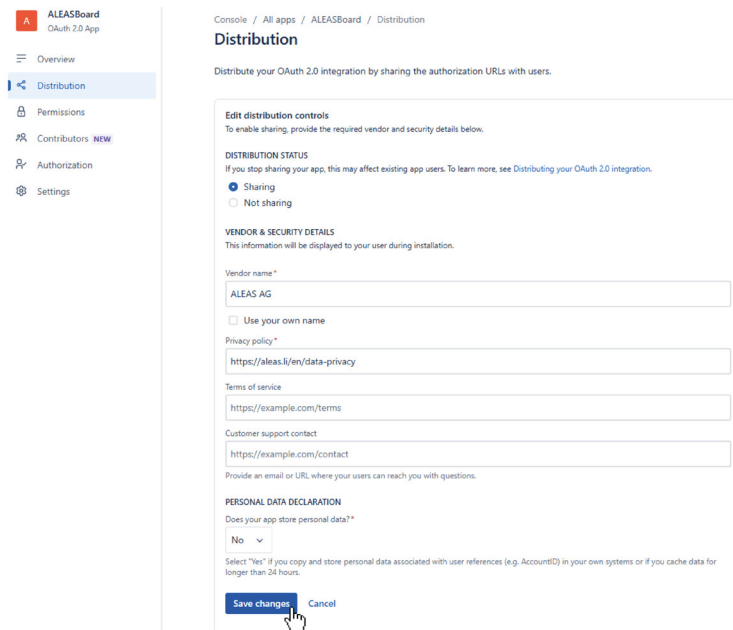 A
ALEASBoard
OAuth 2.0 App
Overview
Distribution
Permissions
Contributors NEW
Authorization
Settings
Console / All apps / ALEASBoard / Distribution
Distribution
Distribute your OAuth 2.0 integration by sharing the authorization URLs with users.
Edit distribution controls
To enable sharing, provide the required vendor and security details below.
DISTRIBUTION STATUS
If you stop sharing your app, this may affect existing app users. To learn more, see Distributing your OAuth 2.0 integration.
Sharing
Not sharing
VENDOR & SECURITY DETAILS
This information will be displayed to your user during installation.
Vendor name*
ALEAS AG
Use your own name
Privacy policy*
https://aleas.li/en/data-privacy
Terms of service
https://example.com/terms
Customer support contact
https://example.com/contact
Provide an email or URL where your users can reach you with questions.
PERSONAL DATA DECLARATION
Does your app store personal data?*
No
Select "Yes" if you copy and store personal data associated with user references (e.g. AccountID) in your own systems or if you cache data for
longer than 24 hours.
Save changes Cancel